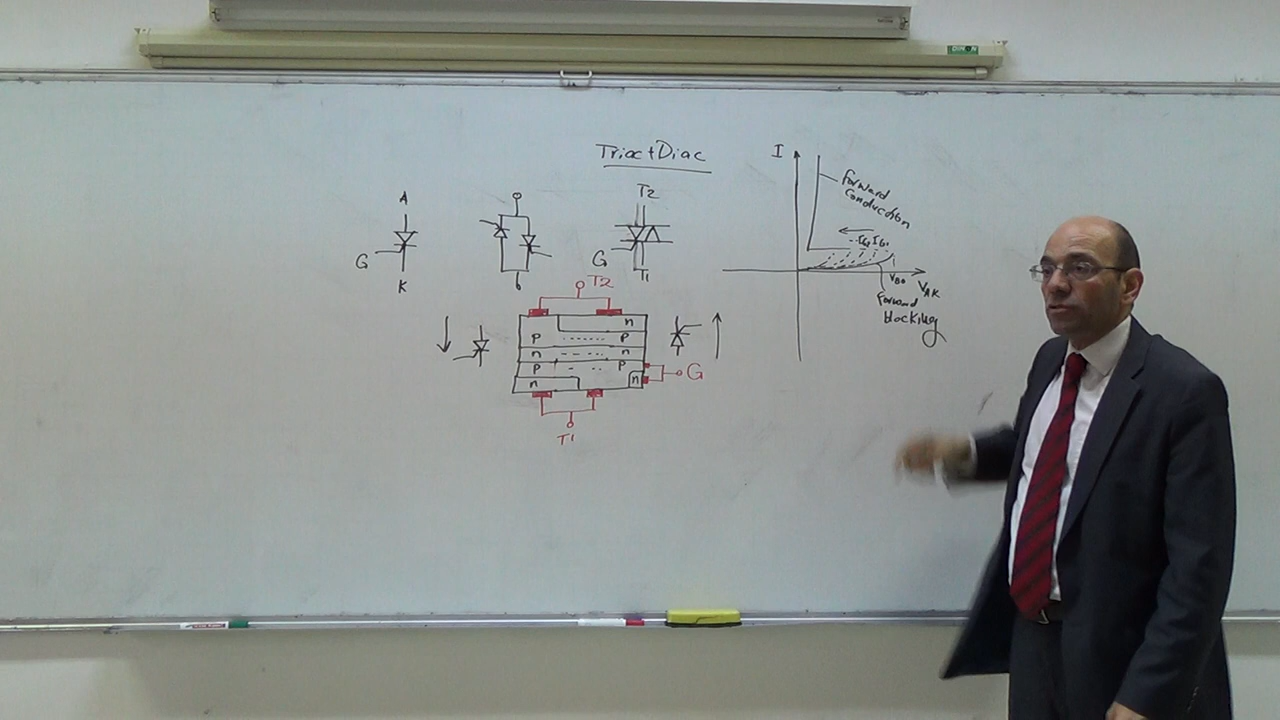 Triac+Diac
A
G
K
T2
G
T1
T2
n
P P
n n
P P
n n
G
T1
I
Forward
conduction
VBo
VAK
Forward
blocking